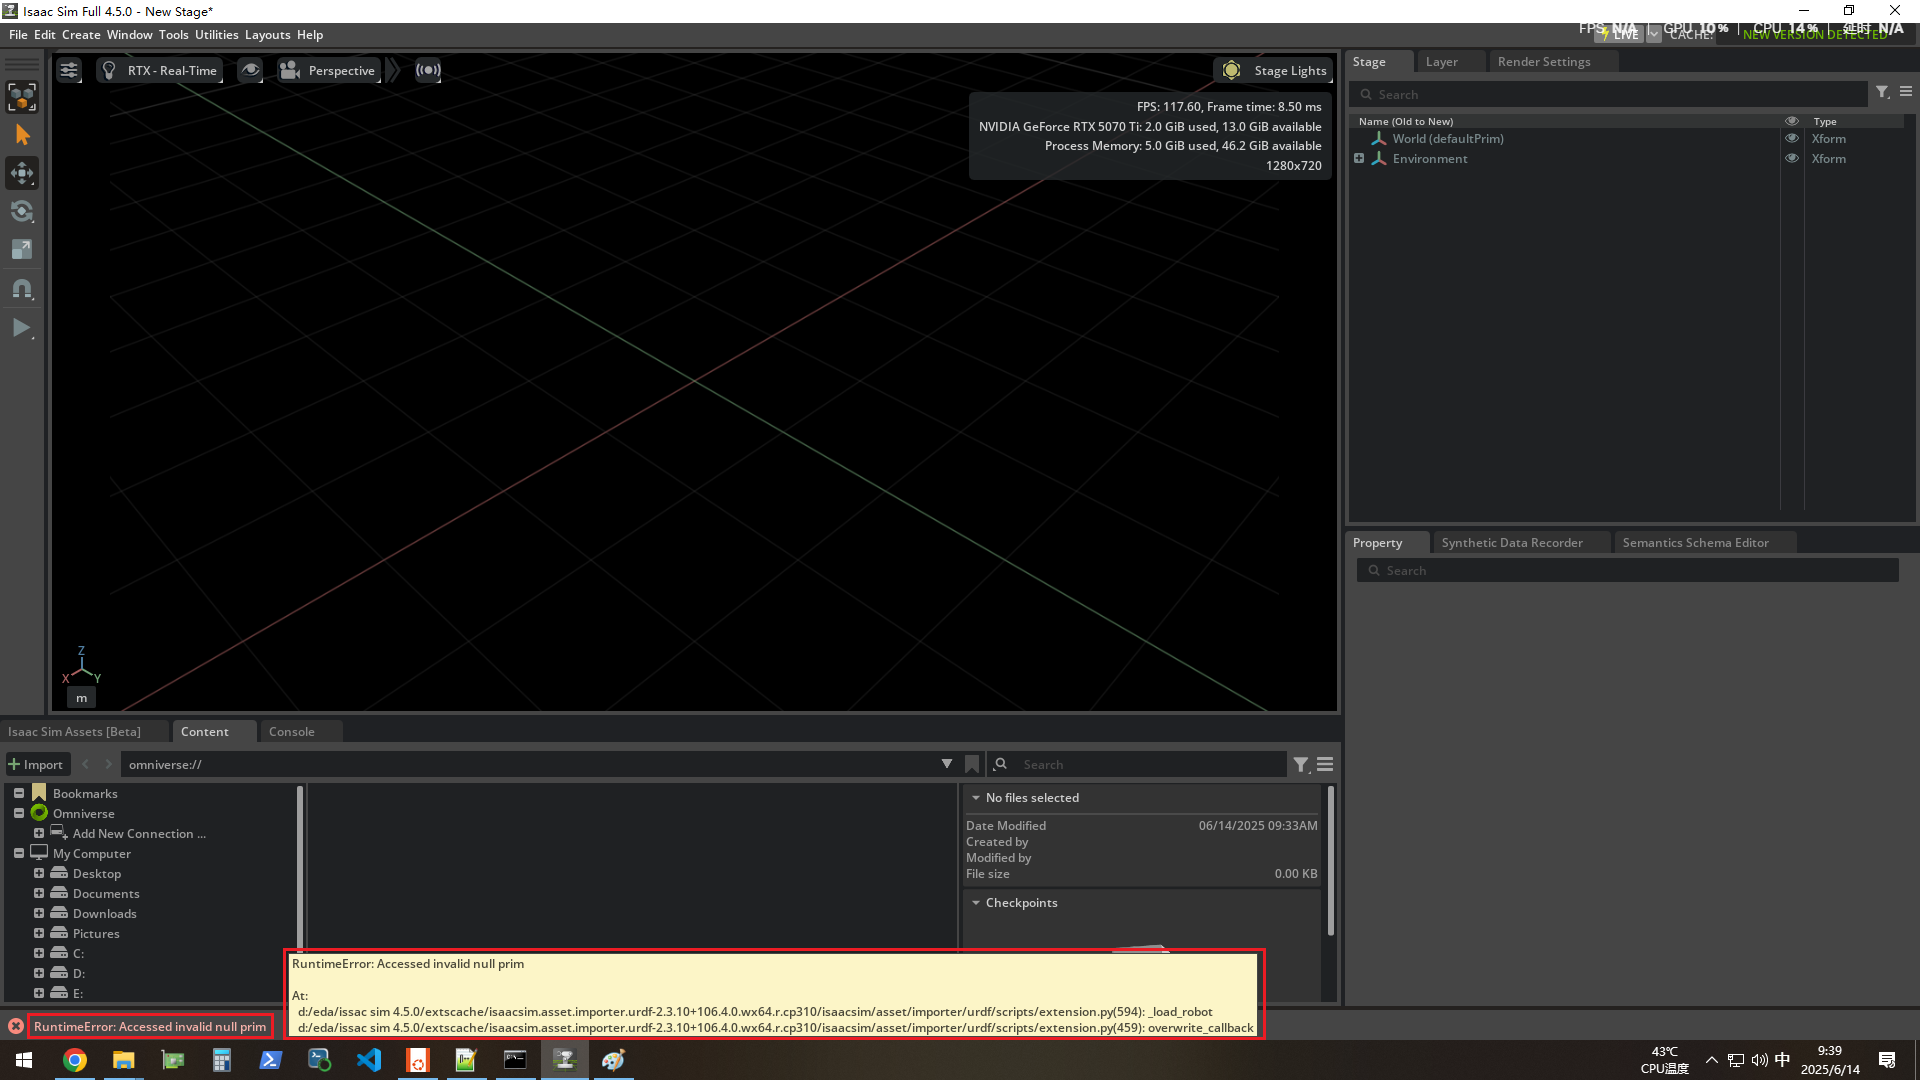 Isaac Sim Full 4.5.0 - New Stage*
File Edit Create Window Tools Utilities Layouts Help
FPS N/A | GPU 10% | CPU 14% | 延时 N/A
LIVE CACHE: NEW VERSION DETECTED
RTX - Real-Time
Perspective
Stage Lights
FPS: 117.60, Frame time: 8.50 ms
NVIDIA GeForce RTX 5070 Ti: 2.0 GiB used, 13.0 GiB available
Process Memory: 5.0 GiB used, 46.2 GiB available
1280x720
Z
X Y
m
Stage Layer Render Settings
Search
Name (Old to New) Type
World (defaultPrim) Xform
Environment Xform
Property Synthetic Data Recorder Semantics Schema Editor
Search
Isaac Sim Assets [Beta] Content Console
Import omniverse:// Search
Bookmarks
Omniverse
Add New Connection ...
My Computer
Desktop
Documents
Downloads
Pictures
C:
D:
E:
No files selected
Date Modified 06/14/2025 09:33AM
Created by
Modified by
File size 0.00 KB
Checkpoints
RuntimeError: Accessed invalid null prim
At:
d:/eda/issac sim 4.5.0/extscache/isaacsim.asset.importer.urdf-2.3.10+106.4.0.wx64.r.cp310/isaacsim/asset/importer/urdf/scripts/extension.py(594): _load_robot
d:/eda/issac sim 4.5.0/extscache/isaacsim.asset.importer.urdf-2.3.10+106.4.0.wx64.r.cp310/isaacsim/asset/importer/urdf/scripts/extension.py(459): overwrite_callback
RuntimeError: Accessed invalid null prim
43℃
CPU温度
中
9:39
2025/6/14